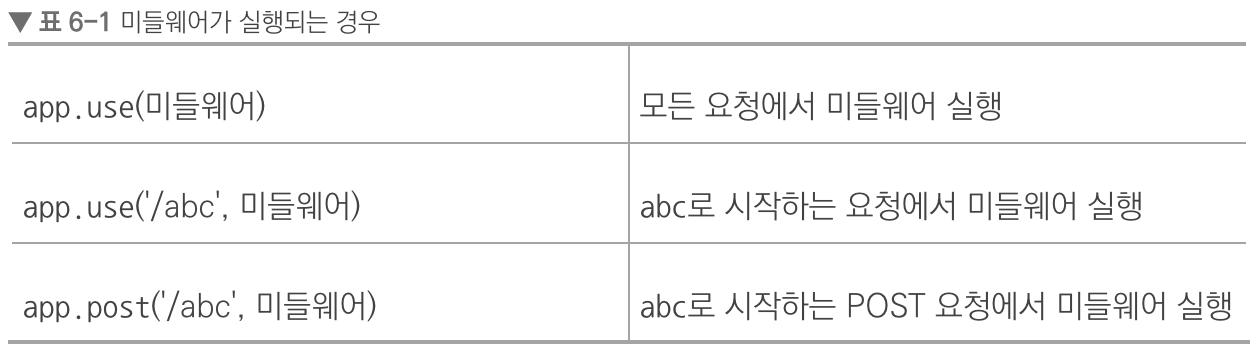 ▼ 표 6-1 미들웨어가 실행되는 경우
app.use(미들웨어) 모든 요청에서 미들웨어 실행
app.use('/abc', 미들웨어) abc로 시작하는 요청에서 미들웨어 실행
app.post('/abc', 미들웨어) abc로 시작하는 POST 요청에서 미들웨어 실행